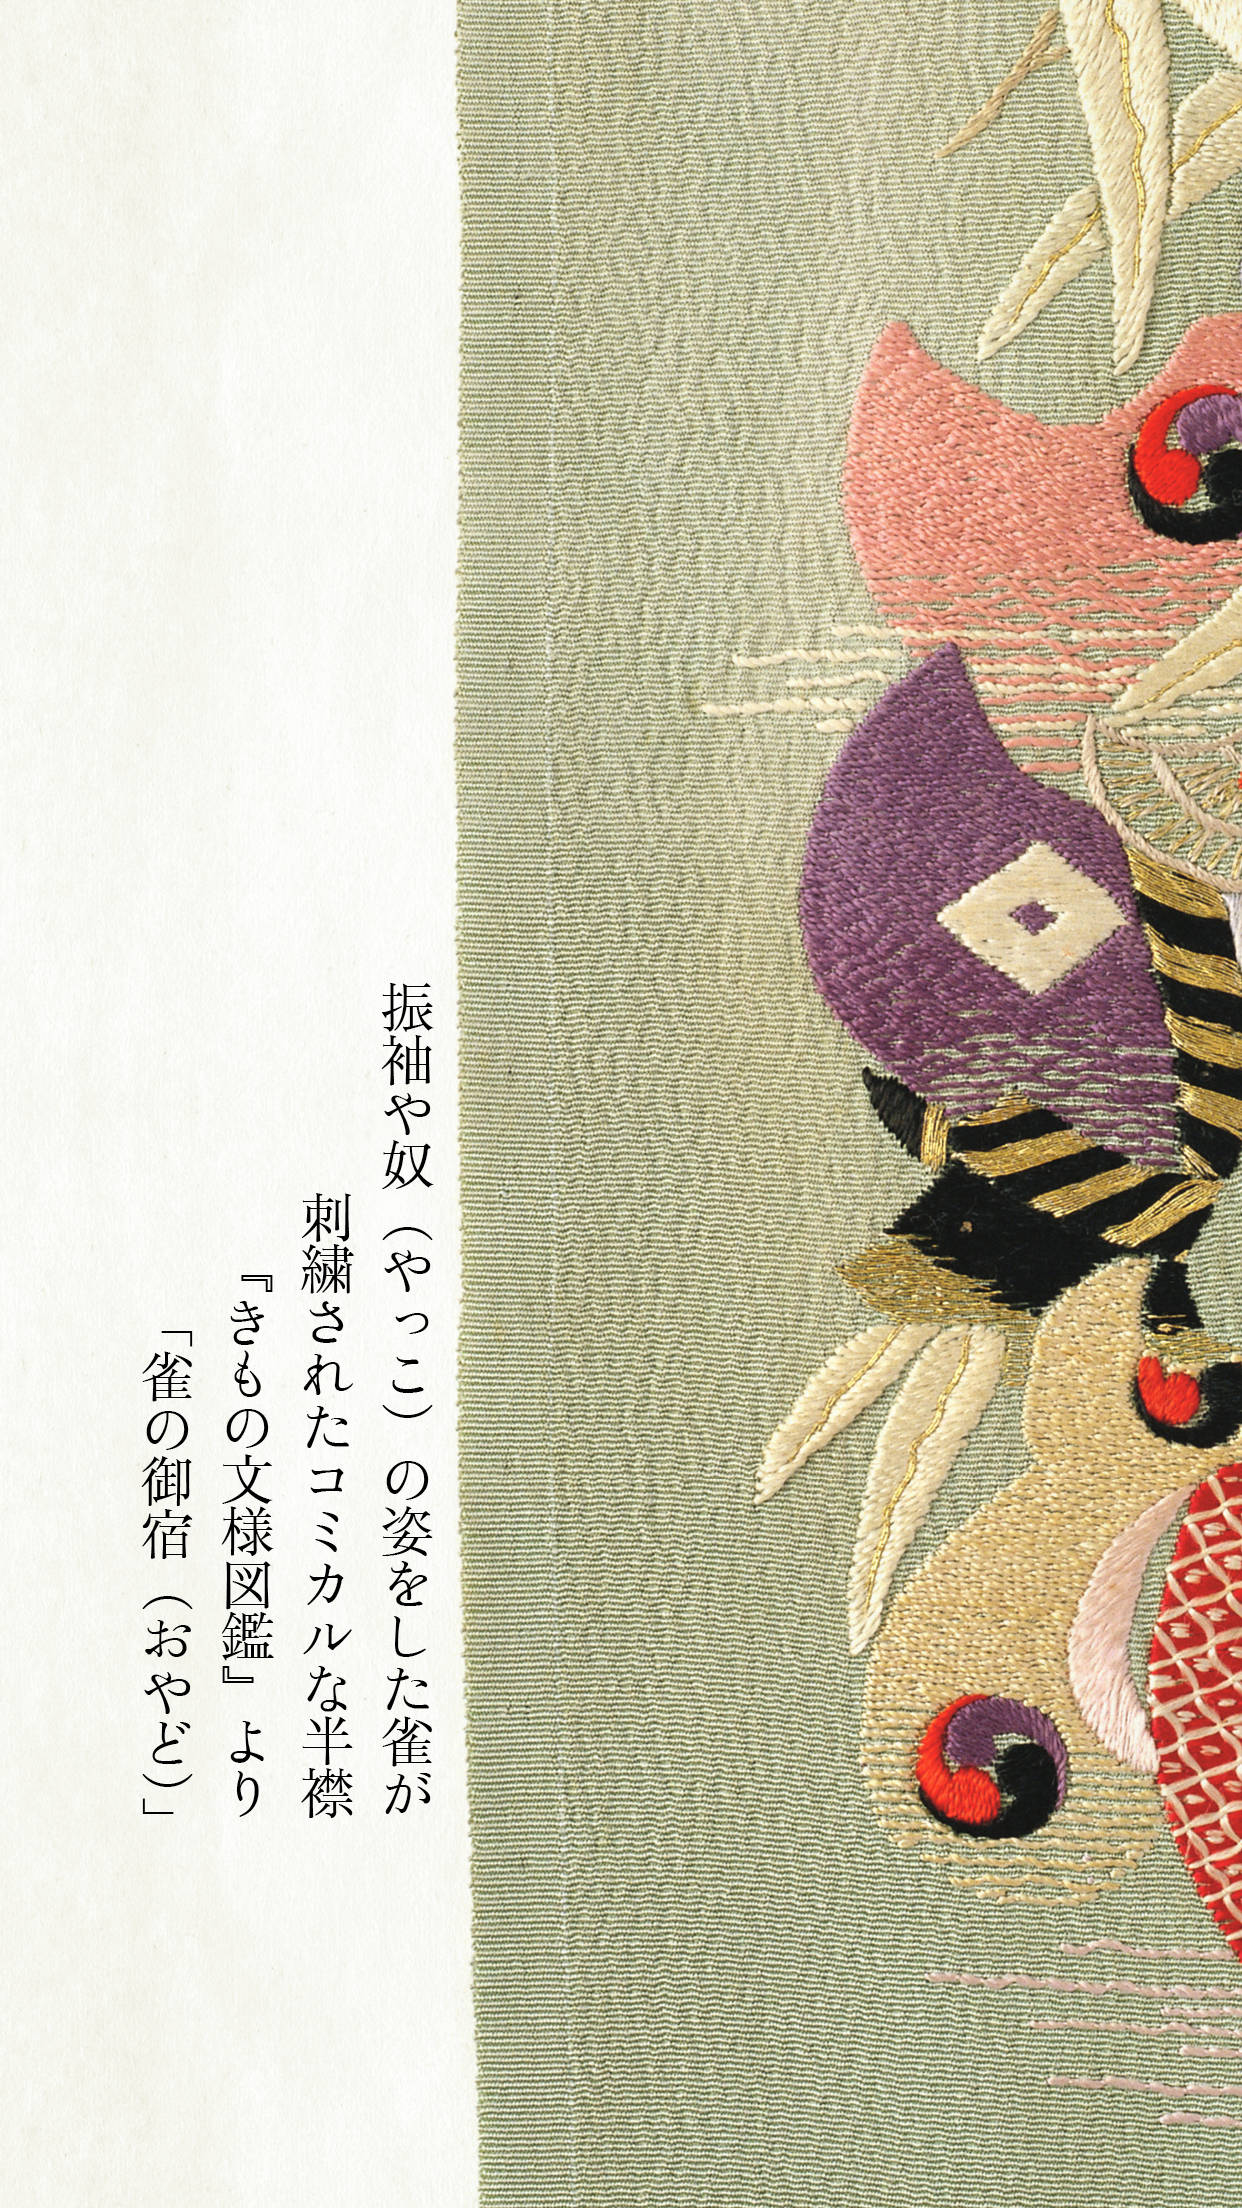 振袖や奴（やっこ）の姿をした雀が
刺繍されたコミカルな半襟
『きもの文様図鑑』より
「雀の御宿（おやど）」